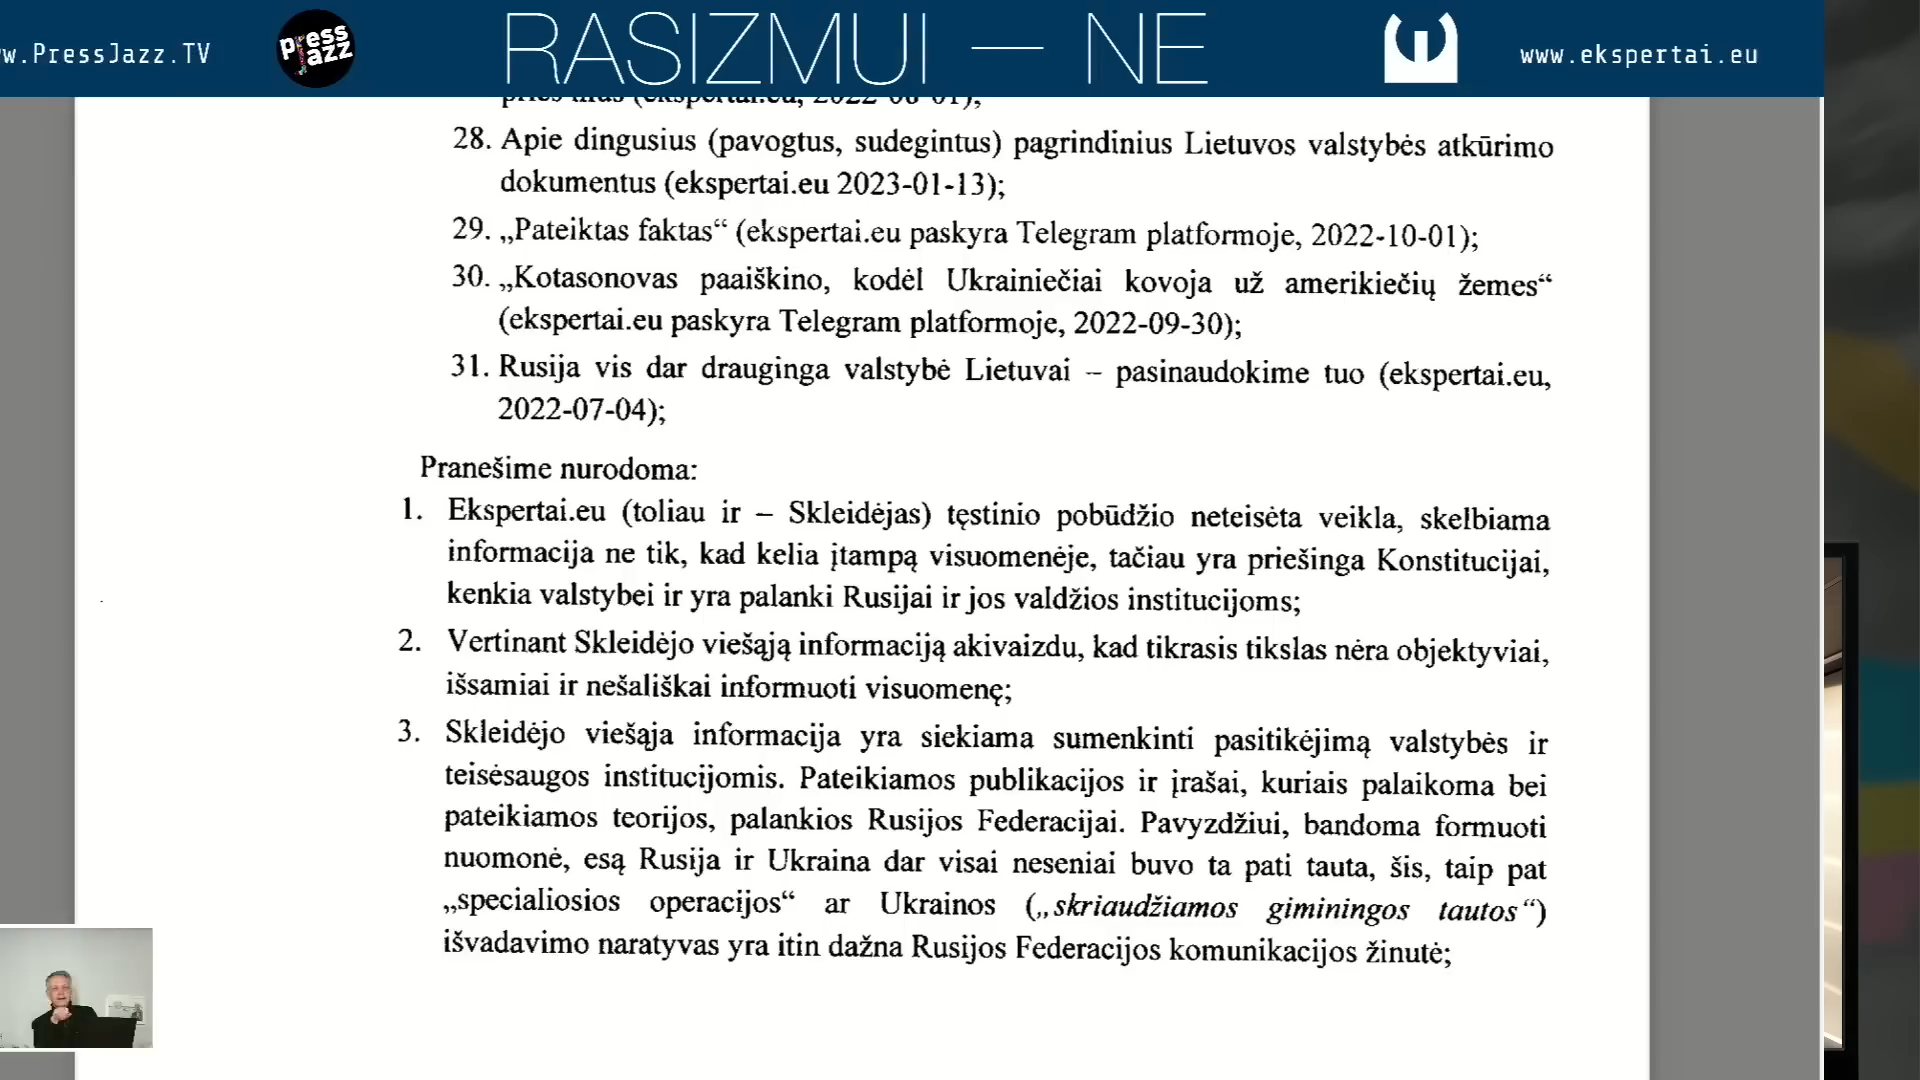 w.PressJazz.TV
press
jazz
RASIZMUI — NE
www.ekspertai.eu
prieš mus (ekspertai.eu, 2022-08-01);
28. Apie dingusius (pavogtus, sudegintus) pagrindinius Lietuvos valstybės atkūrimo
dokumentus (ekspertai.eu 2023-01-13);
29. „Pateiktas faktas“ (ekspertai.eu paskyra Telegram platformoje, 2022-10-01);
30. „Kotasonovas paaiškino, kodėl Ukrainiečiai kovoja už amerikiečių žemes“
(ekspertai.eu paskyra Telegram platformoje, 2022-09-30);
31. Rusija vis dar drauginga valstybė Lietuvai – pasinaudokime tuo (ekspertai.eu,
2022-07-04);
Pranešime nurodoma:
1. Ekspertai.eu (toliau ir – Skleidėjas) tęstinio pobūdžio neteisėta veikla, skelbiama
informacija ne tik, kad kelia įtampą visuomenėje, tačiau yra priešinga Konstitucijai,
kenkia valstybei ir yra palanki Rusijai ir jos valdžios institucijoms;
2. Vertinant Skleidėjo viešąją informaciją akivaizdu, kad tikrasis tikslas nėra objektyviai,
išsamiai ir nešališkai informuoti visuomenę;
3. Skleidėjo viešąja informacija yra siekiama sumenkinti pasitikėjimą valstybės ir
teisėsaugos institucijomis. Pateikiamos publikacijos ir įrašai, kuriais palaikoma bei
pateikiamos teorijos, palankios Rusijos Federacijai. Pavyzdžiui, bandoma formuoti
nuomonė, esą Rusija ir Ukraina dar visai neseniai buvo ta pati tauta, šis, taip pat
„specialiosios operacijos“ ar Ukrainos („skriaudžiamos giminingos tautos“)
išvadavimo naratyvas yra itin dažna Rusijos Federacijos komunikacijos žinutė;